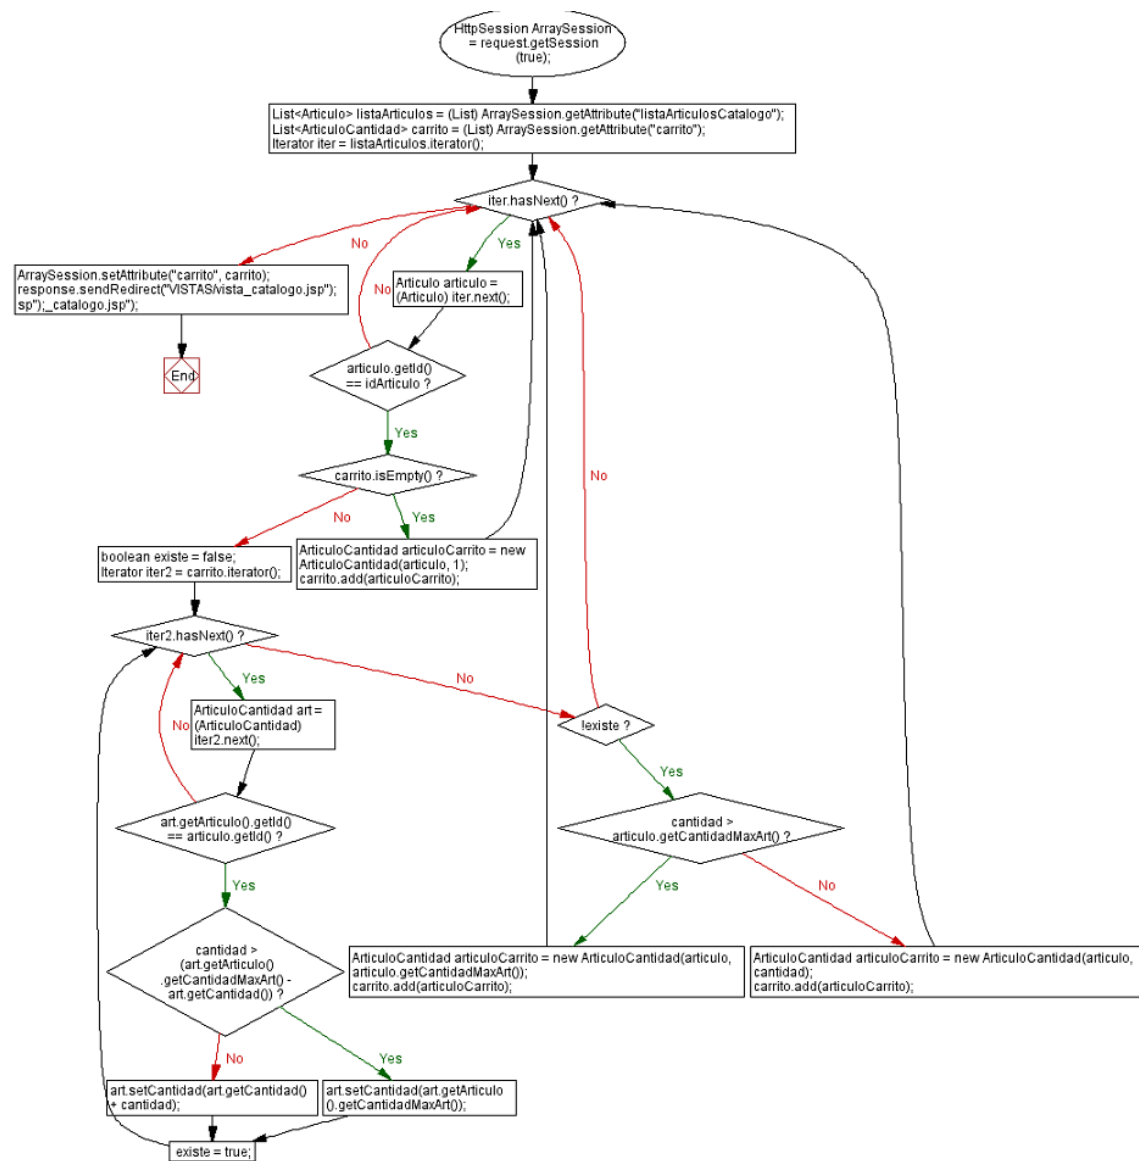 HttpSession ArraySession
= request.getSession
(true);
List<Articulo> listaArticulos = (List) ArraySession.getAttribute("listaArticulosCatalogo");
List<ArticuloCantidad> carrito = (List) ArraySession.getAttribute("carrito");
Iterator iter = listaArticulos.iterator();
iter.hasNext() ?
No
Yes
ArraySession.setAttribute("carrito", carrito);
response.sendRedirect("VISTAS/vista_catalogo.jsp");
sp");_catalogo.jsp");
No
Articulo articulo =
(Articulo) iter.next();
End
articulo.getId()
== idArticulo ?
Yes
carrito.isEmpty() ?
No
No
Yes
boolean existe = false;
Iterator iter2 = carrito.iterator();
ArticuloCantidad articuloCarrito = new
ArticuloCantidad(articulo, 1);
carrito.add(articuloCarrito);
iter2.hasNext() ?
Yes
No
No
ArticuloCantidad art =
(ArticuloCantidad)
iter2.next();
!existe ?
Yes
art.getArticulo().getId()
== articulo.getId() ?
cantidad >
articulo.getCantidadMaxArt() ?
Yes
Yes
No
cantidad >
(art.getArticulo()
.getCantidadMaxArt() -
art.getCantidad()) ?
ArticuloCantidad articuloCarrito = new ArticuloCantidad(articulo,
articulo.getCantidadMaxArt());
carrito.add(articuloCarrito);
ArticuloCantidad articuloCarrito = new ArticuloCantidad(articulo,
cantidad);
carrito.add(articuloCarrito);
No
Yes
art.setCantidad(art.getCantidad()
+ cantidad);
art.setCantidad(art.getArticulo
().getCantidadMaxArt());
existe = true;